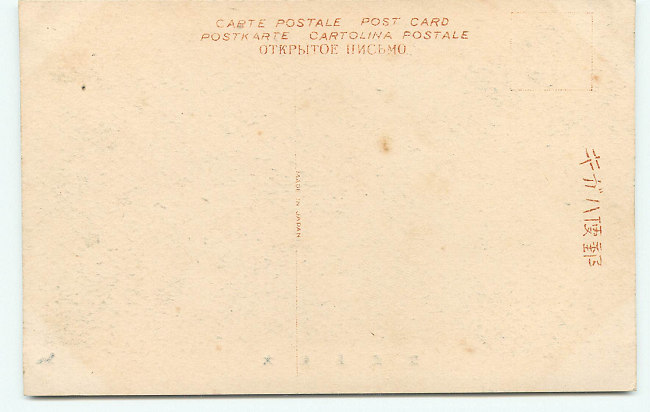 CARTE POSTALE POST CARD
POSTKARTE CARTOLINA POSTALE
ОТКРЫТОЕ ПИСЬМО
MADE IN JAPAN
郵便ハガキ